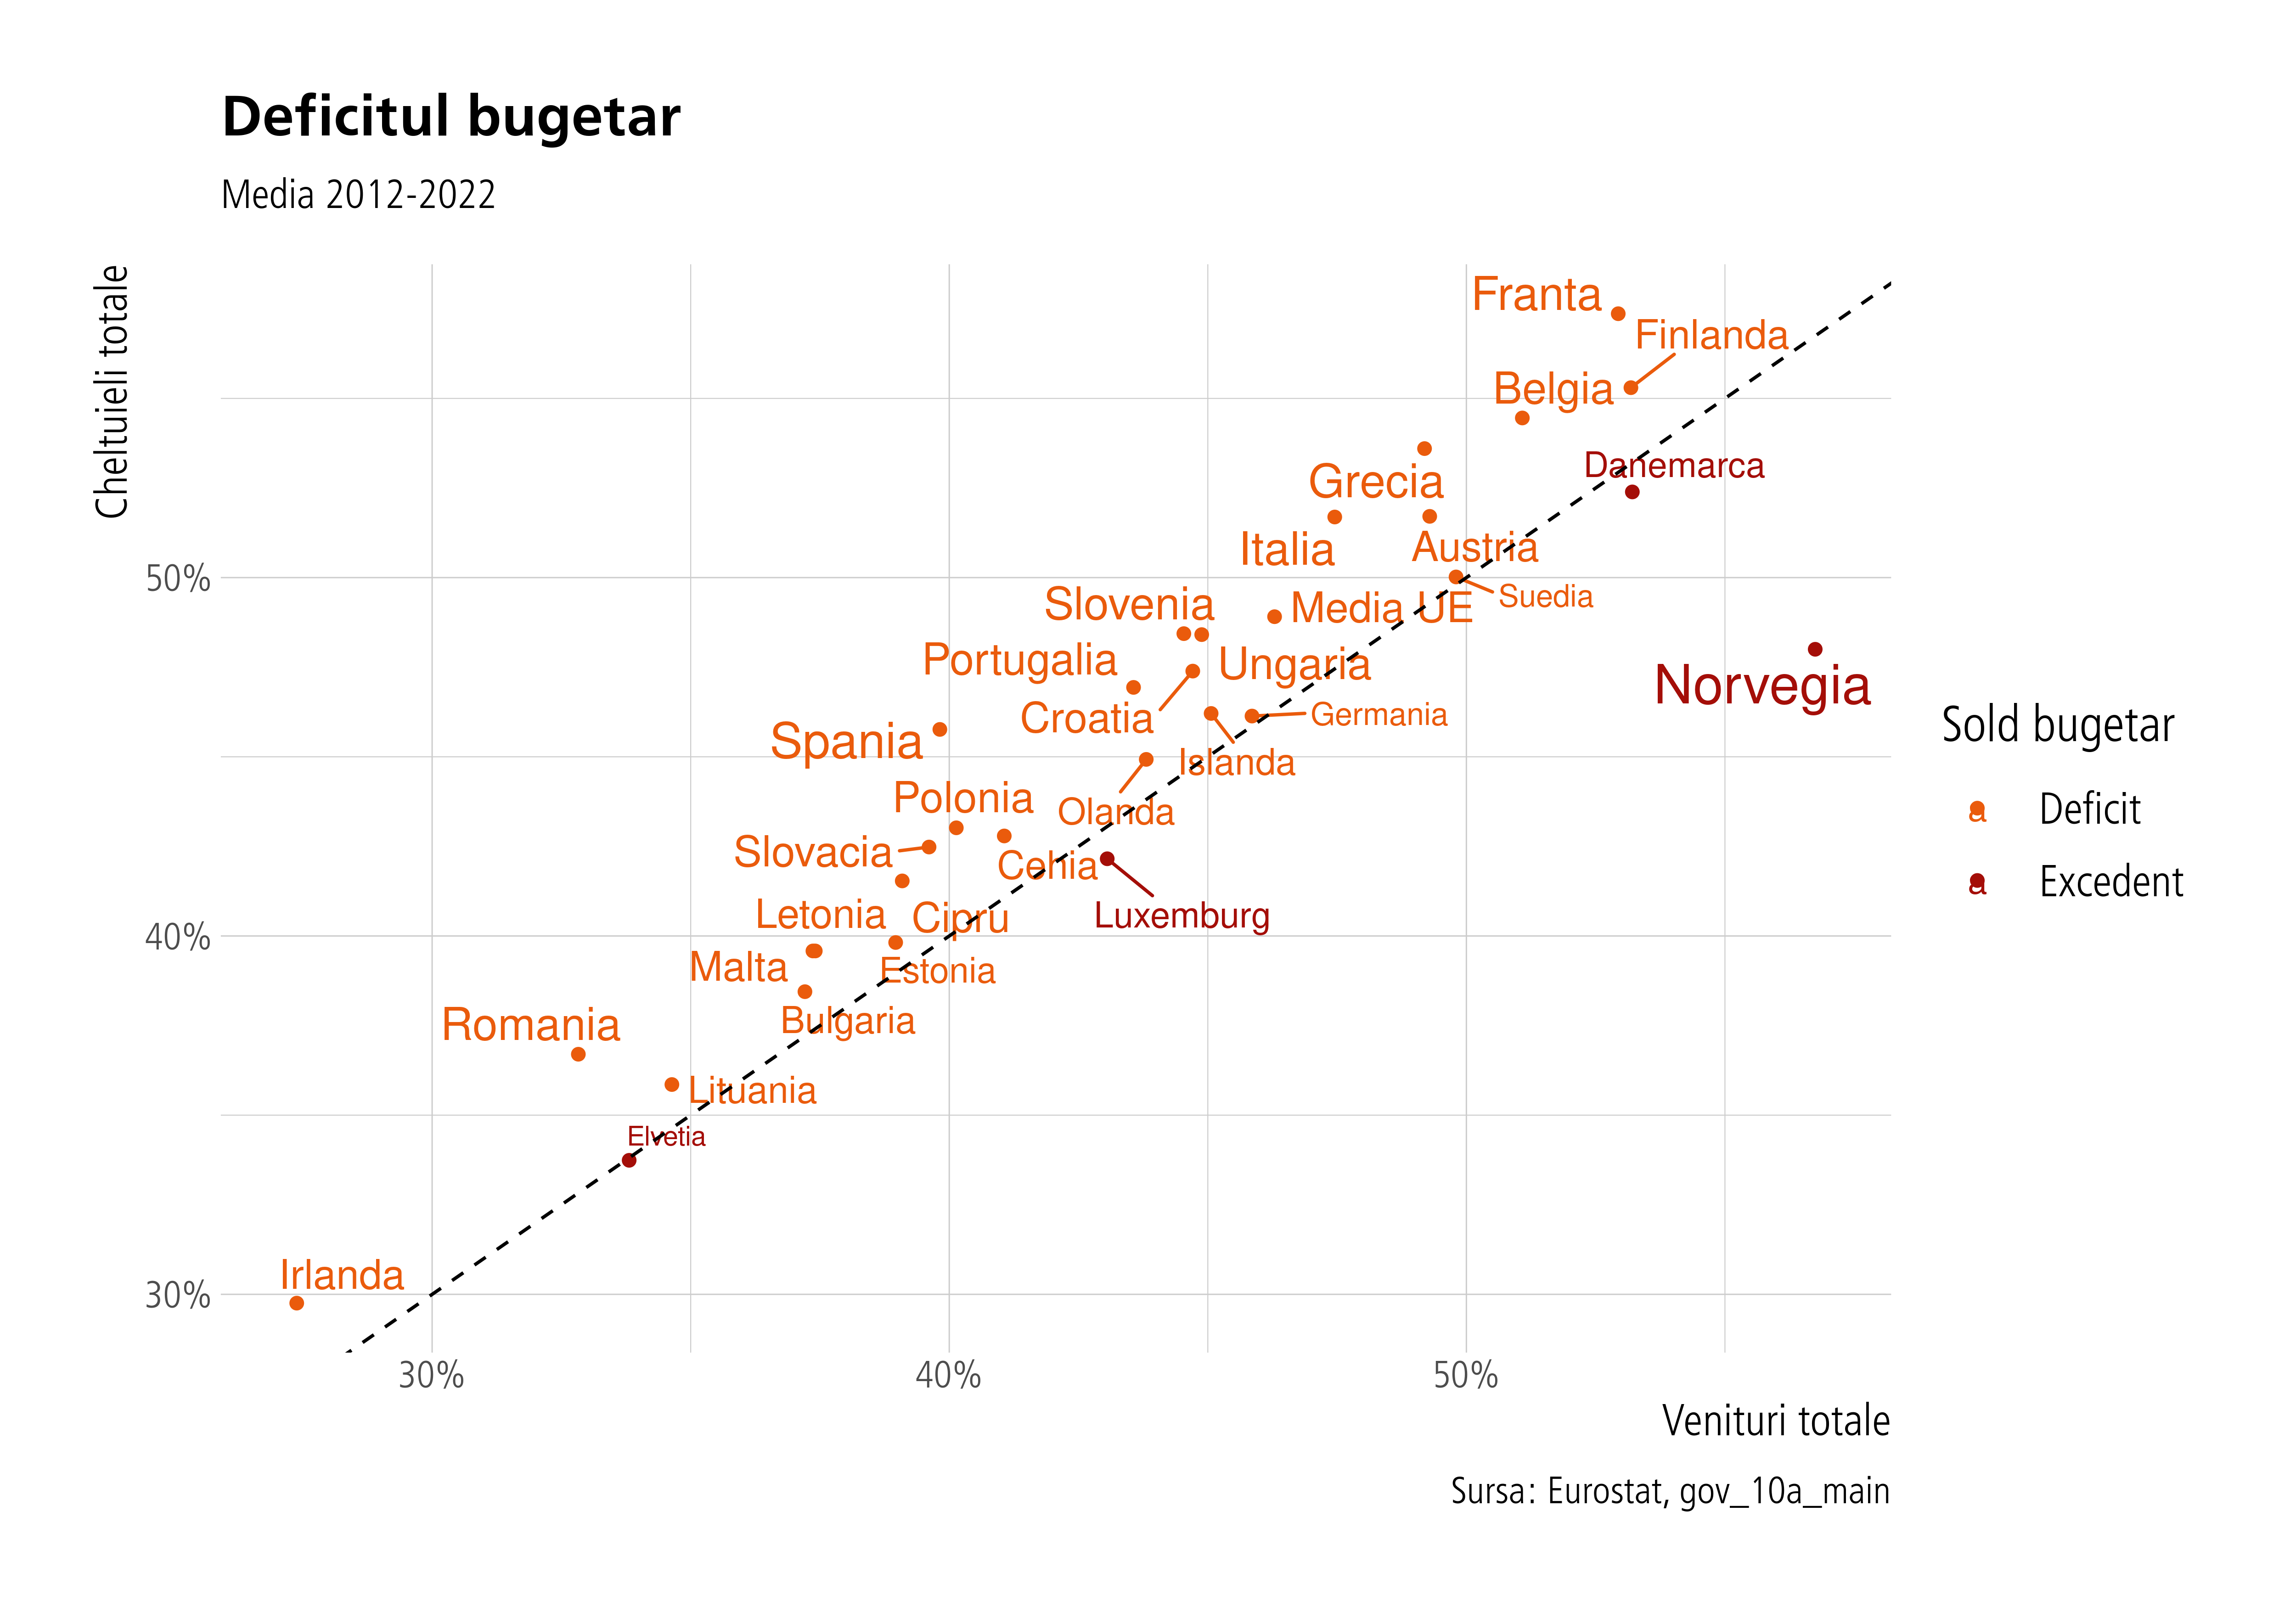 Deficitul bugetar
Media 2012-2022
Cheltuieli totale
Franta
Finlanda
Belgia
Danemarca
Grecia
Italia
Austria
50%
Suedia
Slovenia
Media UE
Portugalia
Ungaria
Norvegia
Croatia
Germania
Spania
Islanda
Polonia
Olanda
Slovacia
Cehia
Letonia
Cipru
Luxemburg
40%
Malta
Estonia
Romania
Bulgaria
Lituania
Elvetia
Irlanda
30%
30%
40%
50%
Venituri totale
Sursa: Eurostat, gov_10a_main
Sold bugetar
a Deficit
a Excedent